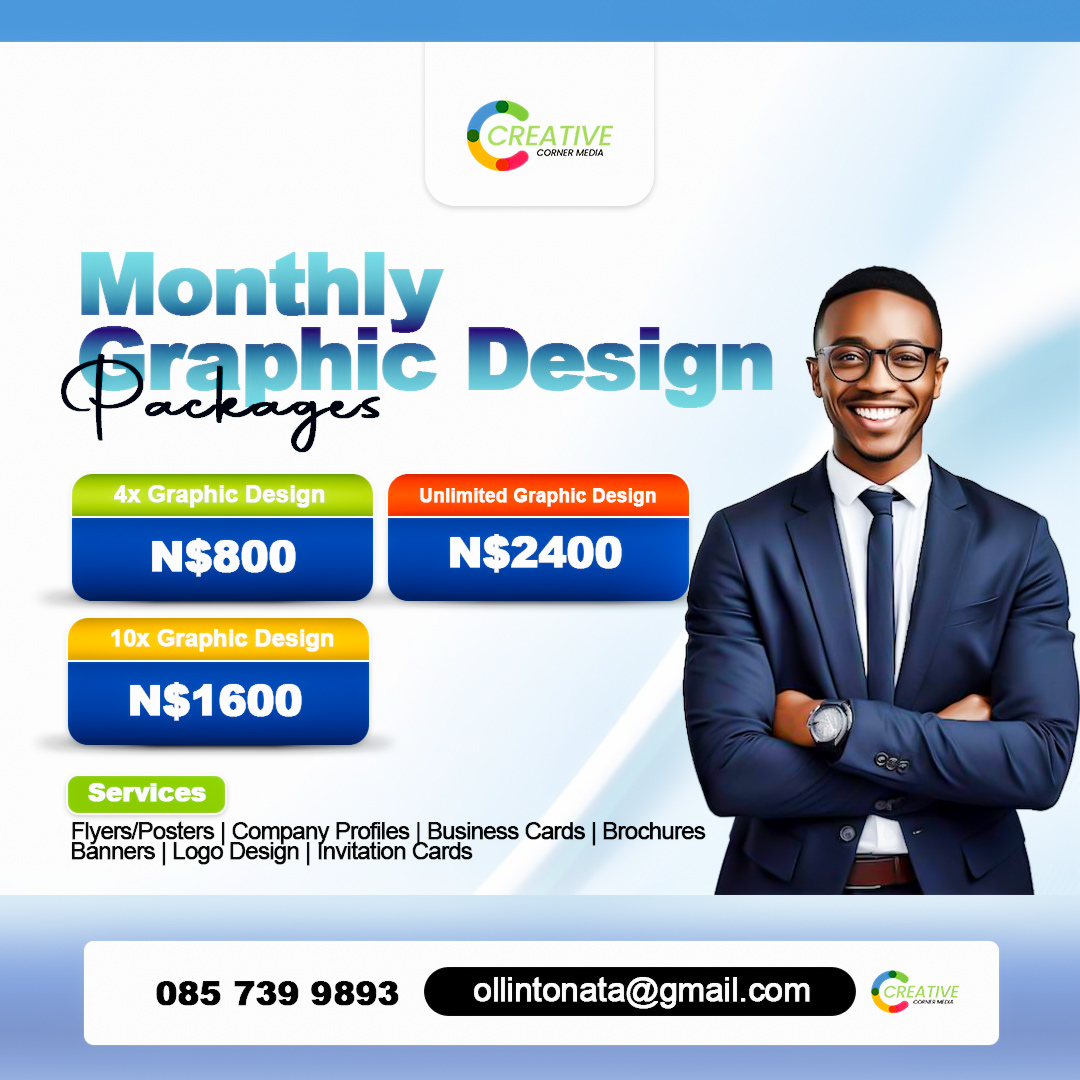 CREATIVE
CORNER MEDIA
Monthly
Graphic Design
Packages
4x Graphic Design
N$800
Unlimited Graphic Design
N$2400
10x Graphic Design
N$1600
Services
Flyers/Posters | Company Profiles | Business Cards | Brochures
Banners | Logo Design | Invitation Cards
085 739 9893
ollintonata@gmail.com
CREATIVE
CORNER MEDIA